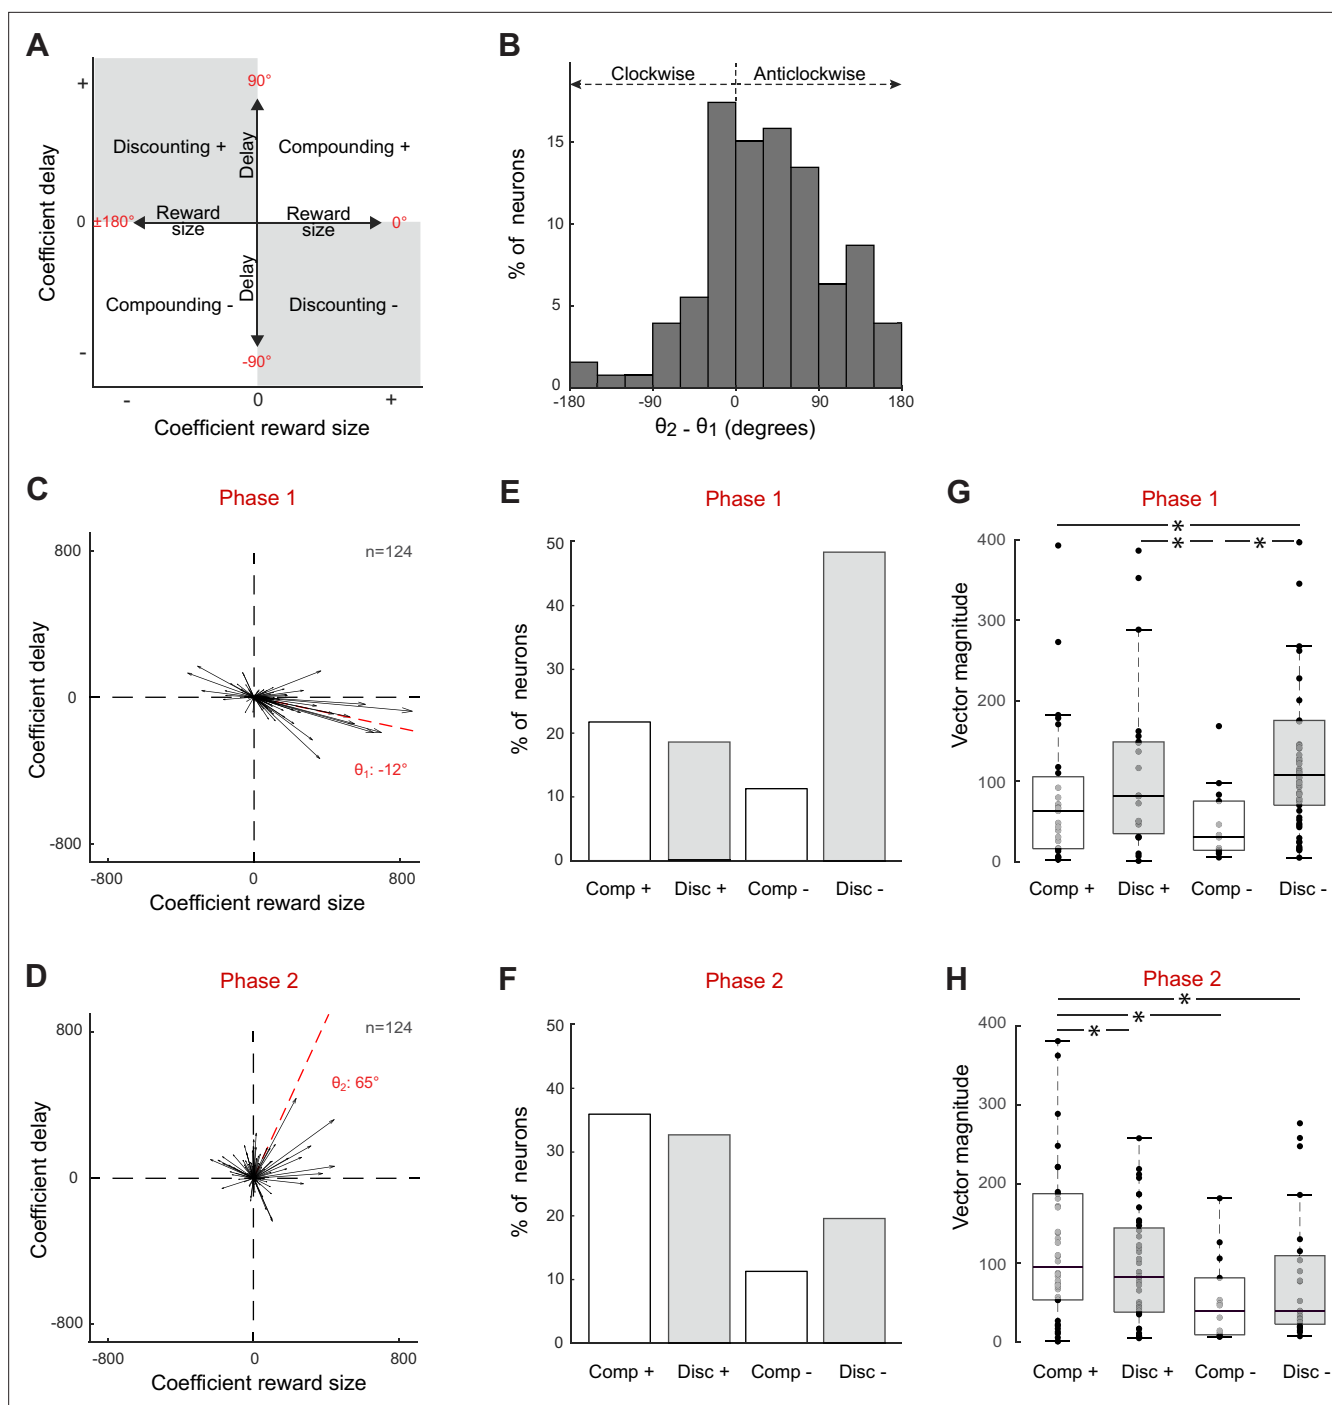 A
Coefficient delay
+
0
-
90°
Delay
Discounting +
Compounding +
±180°
Reward size
Reward size
0°
Delay
Compounding -
Discounting -
-90°
-
0
+
Coefficient reward size
B
Clockwise
Anticlockwise
% of neurons
15
10
5
0
-180
-90
0
90
180
θ2 - θ1 (degrees)
C
Phase 1
n=124
Coefficient delay
800
0
-800
θ1: -12°
-800
0
800
Coefficient reward size
E
Phase 1
% of neurons
50
40
30
20
10
0
Comp +
Disc +
Comp -
Disc -
G
Phase 1
*
*
*
Vector magnitude
400
300
200
100
0
Comp +
Disc +
Comp -
Disc -
D
Phase 2
n=124
Coefficient delay
800
0
-800
θ2: 65°
-800
0
800
Coefficient reward size
F
Phase 2
% of neurons
50
40
30
20
10
0
Comp +
Disc +
Comp -
Disc -
H
Phase 2
*
*
*
Vector magnitude
400
300
200
100
0
Comp +
Disc +
Comp -
Disc -